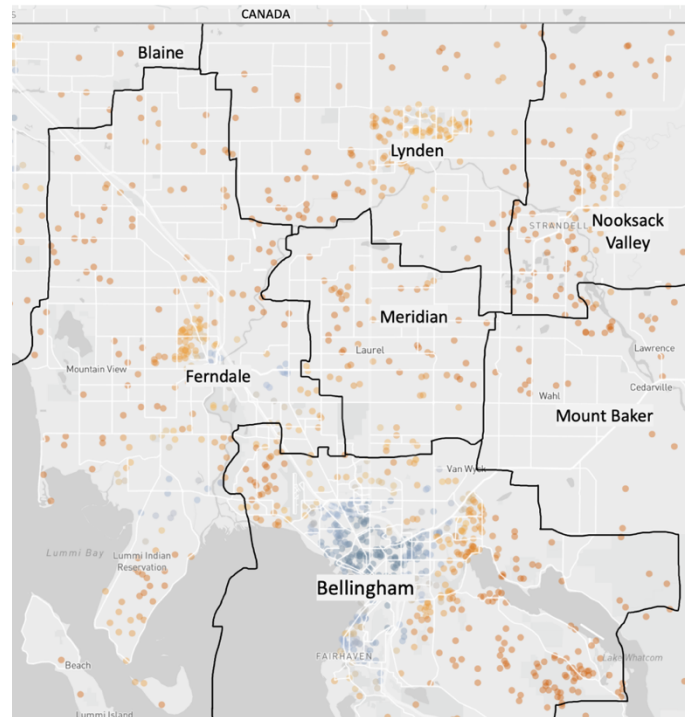 CANADA
Blaine
Lynden
Nooksack
Valley
STRANDELL
Meridian
Laurel
Lawrence
Mountain View
Ferndale
Cedarville
Wahl
Mount Baker
Van Wyck
Lummi Bay
Lummi Indian
Reservation
Bellingham
FAIRHAVEN
Lake Whatcom
Beach
Lummi Island